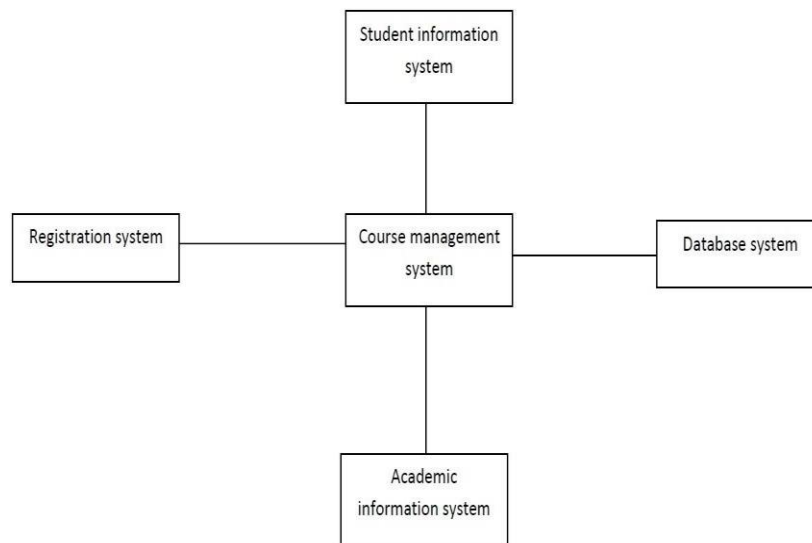 Student information
system
Registration system
Course management
system
Database system
Academic
information system